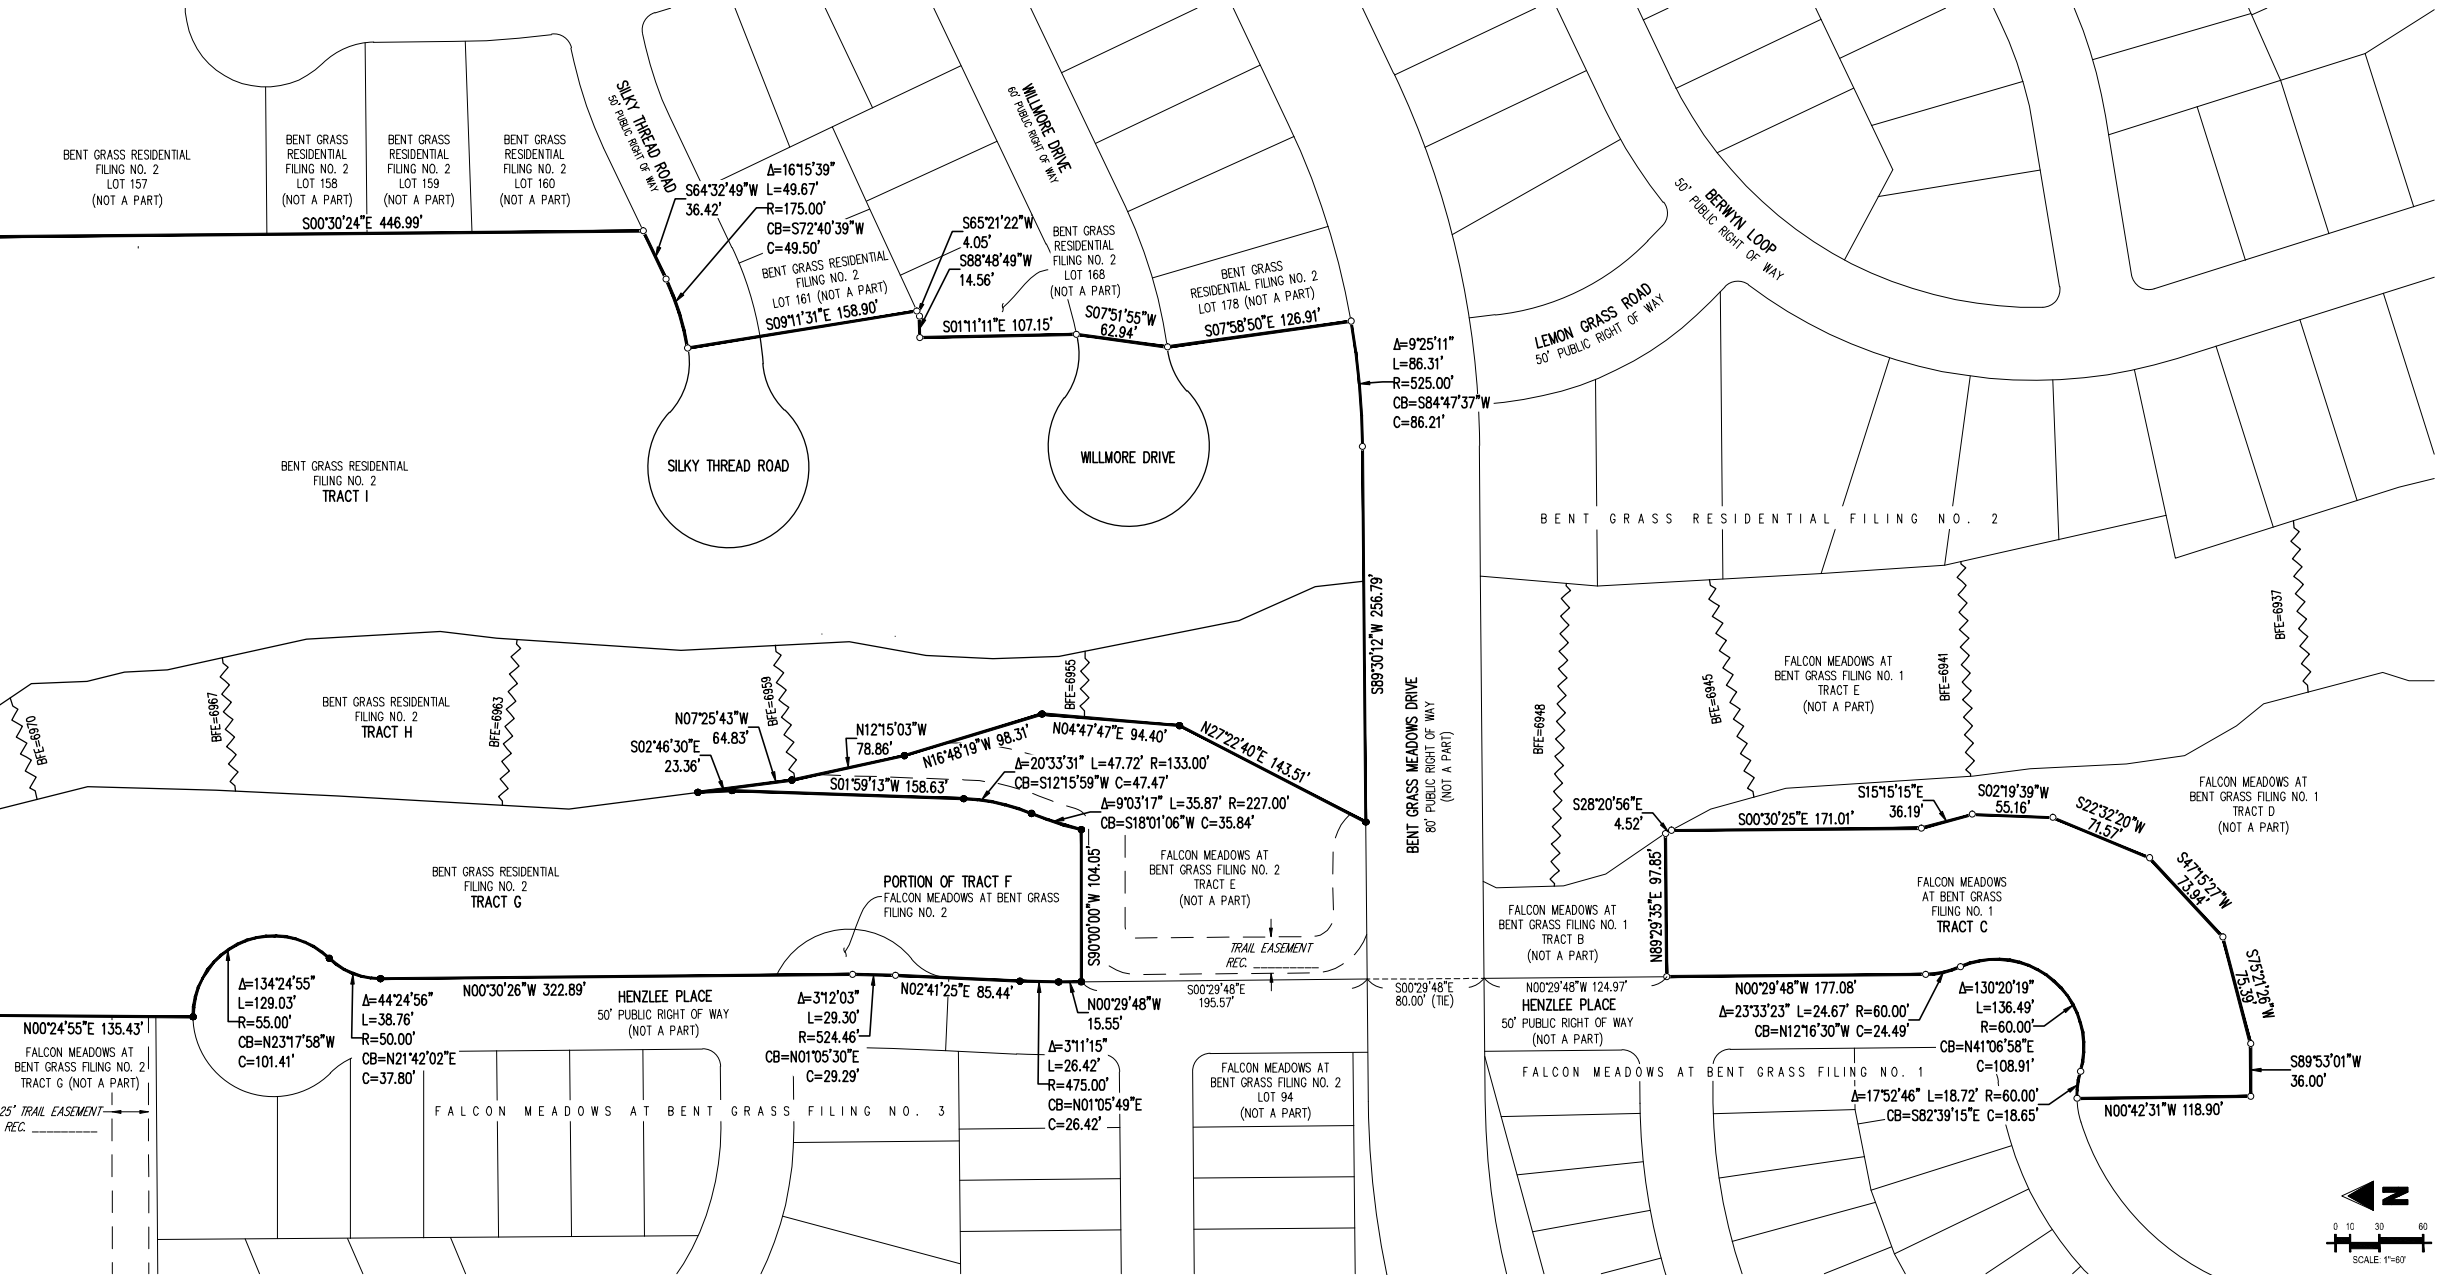 BENT GRASS RESIDENTIAL
FILING NO. 2
LOT 157
(NOT A PART)
BENT GRASS
RESIDENTIAL
FILING NO. 2
LOT 158
(NOT A PART)
BENT GRASS
RESIDENTIAL
FILING NO. 2
LOT 159
(NOT A PART)
BENT GRASS
RESIDENTIAL
FILING NO. 2
LOT 160
(NOT A PART)
S00°30'24"E 446.99'
SILKY THREAD ROAD
50' PUBLIC RIGHT OF WAY
S64°32'49"W
36.42'
Δ=16°15'39"
L=49.67'
R=175.00'
CB=S72°40'39"W
C=49.50'
BENT GRASS RESIDENTIAL
FILING NO. 2
LOT 161 (NOT A PART)
S09°11'31"E 158.90'
WILLMORE DRIVE
60' PUBLIC RIGHT OF WAY
S65°21'22"W
4.05'
S88°48'49"W
14.56'
BENT GRASS
RESIDENTIAL
FILING NO. 2
LOT 168
(NOT A PART)
S01°11'11"E 107.15'
S07°51'55"W
62.94'
BENT GRASS
RESIDENTIAL FILING NO. 2
LOT 178 (NOT A PART)
S07°58'50"E 126.91'
Δ=9°25'11"
L=86.31'
R=525.00'
CB=S84°47'37"W
C=86.21'
BERWYN LOOP
50' PUBLIC RIGHT OF WAY
LEMON GRASS ROAD
50' PUBLIC RIGHT OF WAY
BENT GRASS RESIDENTIAL
FILING NO. 2
TRACT I
SILKY THREAD ROAD
WILLMORE DRIVE
BENT GRASS RESIDENTIAL FILING NO. 2
S89°30'12"W 256.79'
BENT GRASS MEADOWS DRIVE
80' PUBLIC RIGHT OF WAY
(NOT A PART)
BFE=6970
BFE=6967
BENT GRASS RESIDENTIAL
FILING NO. 2
TRACT H
BFE=6963
BFE=6959
BFE=6955
BFE=6948
BFE=6945
FALCON MEADOWS AT
BENT GRASS FILING NO. 1
TRACT E
(NOT A PART)
BFE=6941
BFE=6937
S02°46'30"E
23.36'
N07°25'43"W
64.83'
N12°15'03"W
78.86'
N16°48'19"W 98.31'
N04°47'47"E 94.40'
N27°22'40"E 143.51'
S01°59'13"W 158.63'
Δ=20°33'31" L=47.72' R=133.00'
CB=S12°15'59"W C=47.47'
Δ=9°03'17" L=35.87' R=227.00'
CB=S18°01'06"W C=35.84'
S90°00'00"W 104.05'
FALCON MEADOWS AT
BENT GRASS FILING NO. 2
TRACT E
(NOT A PART)
TRAIL EASEMENT
REC. __________
BENT GRASS RESIDENTIAL
FILING NO. 2
TRACT G
PORTION OF TRACT F
FALCON MEADOWS AT BENT GRASS
FILING NO. 2
S28°20'56"E
4.52'
S00°30'25"E 171.01'
S15°15'15"E
36.19'
S02°19'39"W
55.16'
S22°32'20"W
71.57'
S47°15'27"W
73.94'
S75°21'26"W
75.39'
FALCON MEADOWS AT
BENT GRASS FILING NO. 1
TRACT D
(NOT A PART)
N89°29'35"E 97.85'
FALCON MEADOWS AT
BENT GRASS FILING NO. 1
TRACT B
(NOT A PART)
FALCON MEADOWS
AT BENT GRASS
FILING NO. 1
TRACT C
N00°24'55"E 135.43'
Δ=134°24'55"
L=129.03'
R=55.00'
CB=N23°17'58"W
C=101.41'
Δ=44°24'56"
L=38.76'
R=50.00'
CB=N21°42'02"E
C=37.80'
N00°30'26"W 322.89'
HENZLEE PLACE
50' PUBLIC RIGHT OF WAY
(NOT A PART)
Δ=3°12'03"
L=29.30'
R=524.46'
CB=N01°05'30"E
C=29.29'
N02°41'25"E 85.44'
Δ=3°11'15"
L=26.42'
R=475.00'
CB=N01°05'49"E
C=26.42'
N00°29'48"W
15.55'
S00°29'48"E
195.57'
S00°29'48"E
80.00' (TIE)
N00°29'48"W 124.97'
HENZLEE PLACE
50' PUBLIC RIGHT OF WAY
(NOT A PART)
N00°29'48"W 177.08'
Δ=23°33'23" L=24.67' R=60.00'
CB=N12°16'30"W C=24.49'
Δ=130°20'19"
L=136.49'
R=60.00'
CB=N41°06'58"E
C=108.91'
Δ=17°52'46" L=18.72' R=60.00'
CB=S82°39'15"E C=18.65'
N00°42'31"W 118.90'
S89°53'01"W
36.00'
FALCON MEADOWS AT
BENT GRASS FILING NO. 2
TRACT G (NOT A PART)
25' TRAIL EASEMENT
REC. __________
FALCON MEADOWS AT BENT GRASS FILING NO. 3
FALCON MEADOWS AT
BENT GRASS FILING NO. 2
LOT 94
(NOT A PART)
FALCON MEADOWS AT BENT GRASS FILING NO. 1
N
0 10 30 60
SCALE: 1"=60'